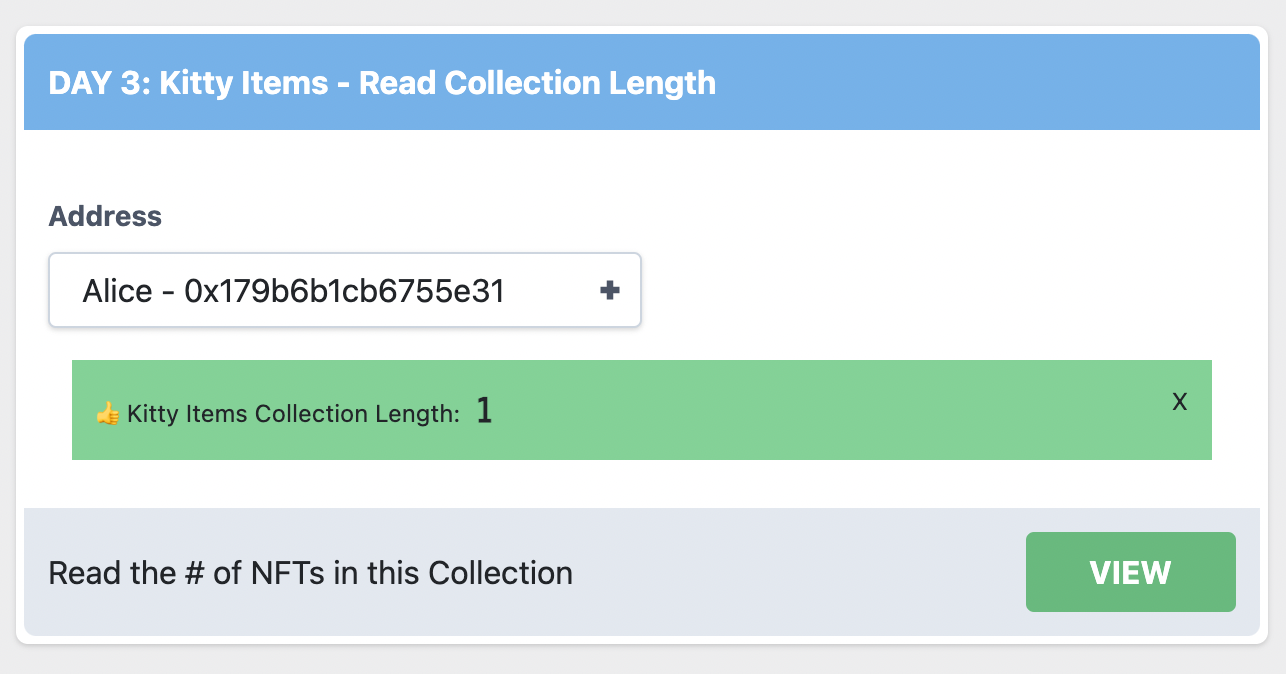 DAY 3: Kitty Items - Read Collection Length
Address
Alice - 0x179b6b1cb6755e31
👍 Kitty Items Collection Length: 1
X
Read the # of NFTs in this Collection
VIEW